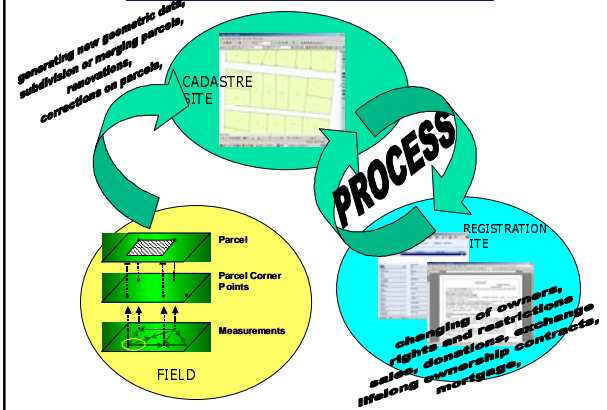 generating new geometric data,
subdivision or merging parcels,
renovations,
corrections on parcels,
CADASTRE
SITE
PROCESS
REGISTRATION
ITE
Parcel
Parcel Corner
Points
Measurements
FIELD
changing of owners,
rights and restrictions
sales, donations, exchange
lifelong ownership contracts,
mortgage,